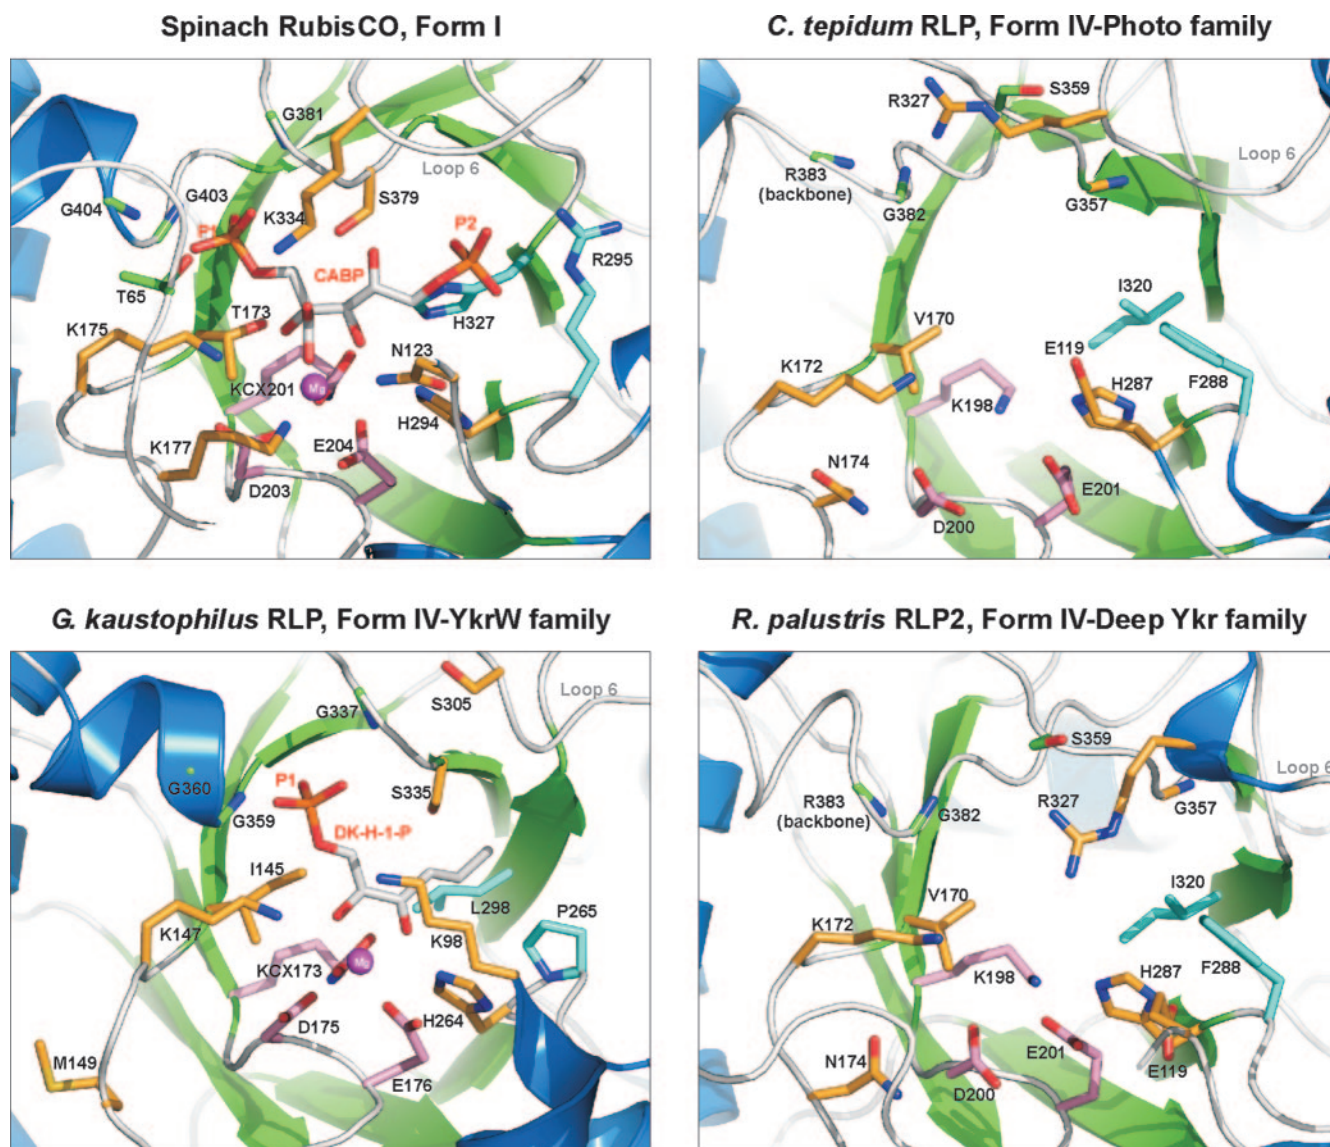 Spinach RubisCO, Form I
G381
Loop 6
S379
G403
G404
K334
P1
P2
R295
CABP
T65
H327
K175
T173
N123
KCX201
Mg
H294
K177
E204
D203
C. tepidum RLP, Form IV-Photo family
S359
R327
Loop 6
R383
(backbone)
G382
G357
I320
V170
E119
K172
K198
H287
F288
N174
E201
D200
G. kaustophilus RLP, Form IV-YkrW family
S305
Loop 6
G337
P1
G360
S335
G359
DK-H-1-P
I145
L298
P265
K147
K98
KCX173
Mg
H264
D175
M149
E176
R. palustris RLP2, Form IV-Deep Ykr family
S359
Loop 6
R383
(backbone)
G382
R327
G357
I320
V170
K172
K198
H287
F288
N174
E201
E119
D200